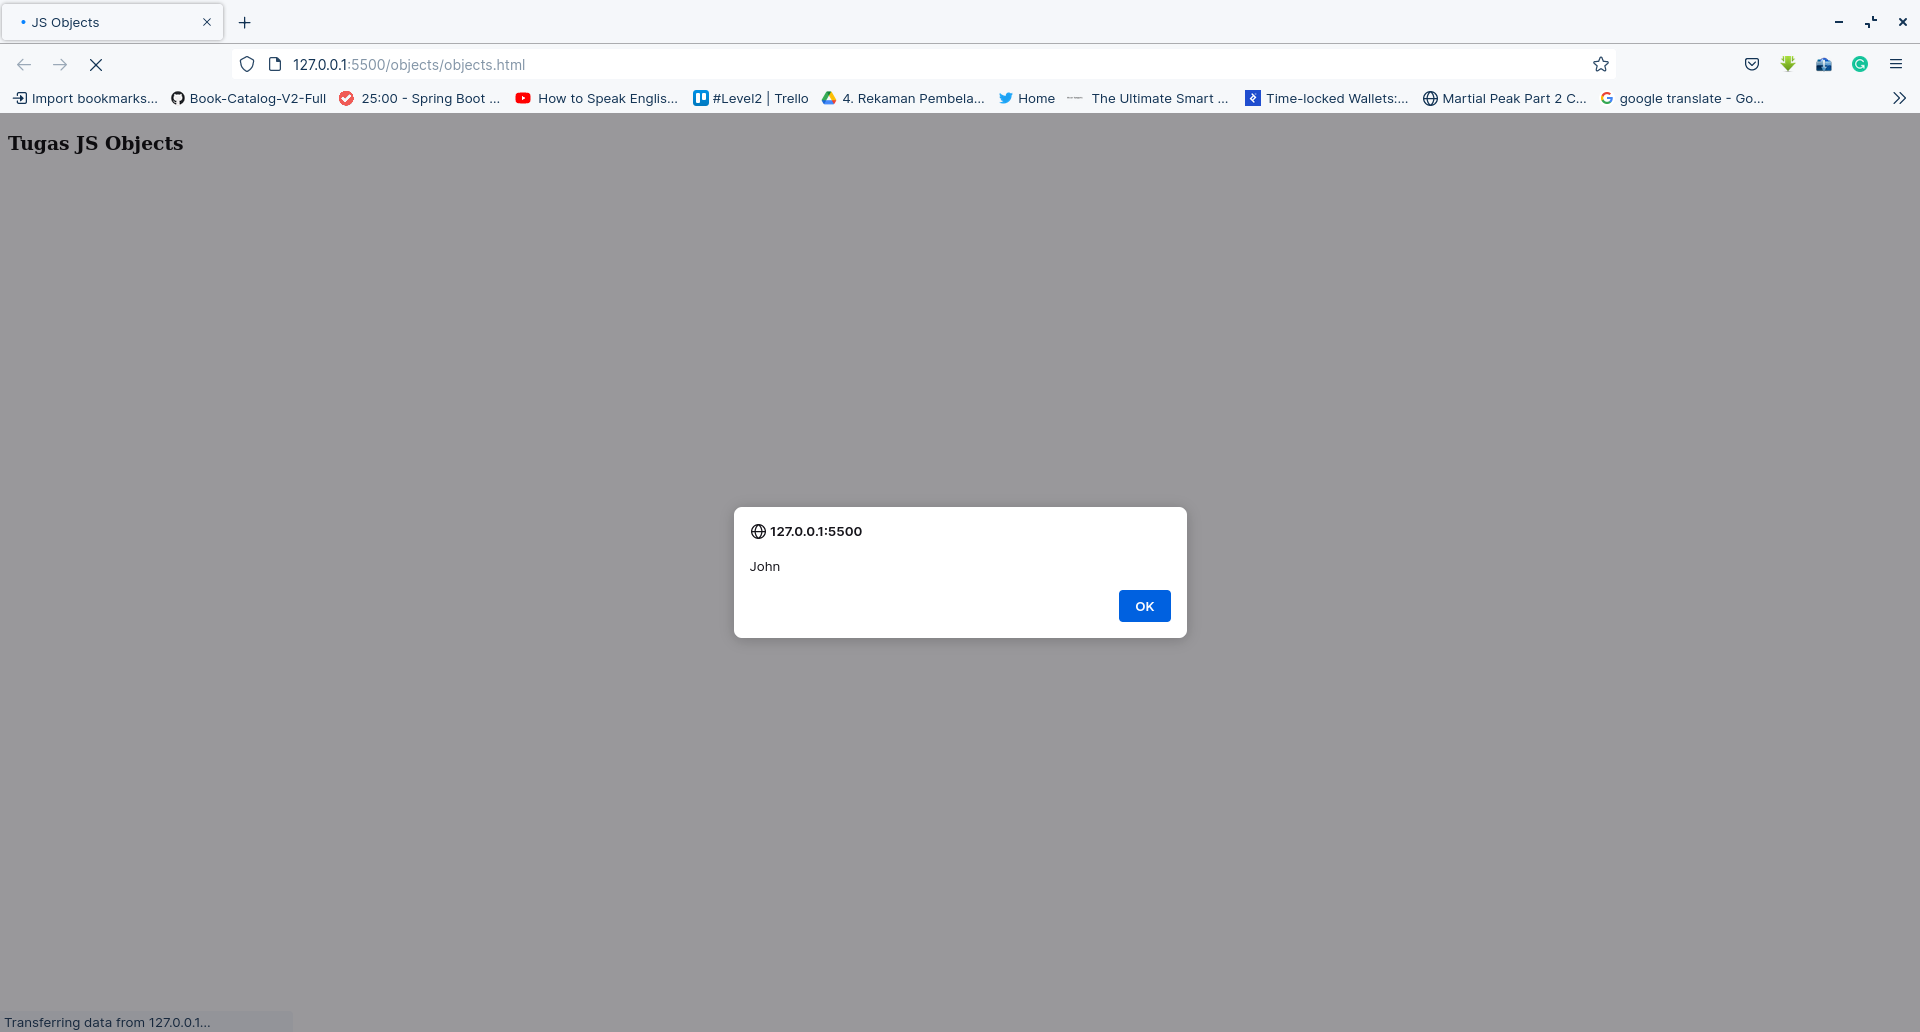 JS Objects
127.0.0.1:5500/objects/objects.html
Import bookmarks... Book-Catalog-V2-Full 25:00 - Spring Boot ... How to Speak Englis... #Level2 | Trello 4. Rekaman Pembela... Home The Ultimate Smart ... Time-locked Wallets:... Martial Peak Part 2 C... google translate - Go...
Tugas JS Objects
127.0.0.1:5500
John
OK
Transferring data from 127.0.0.1...